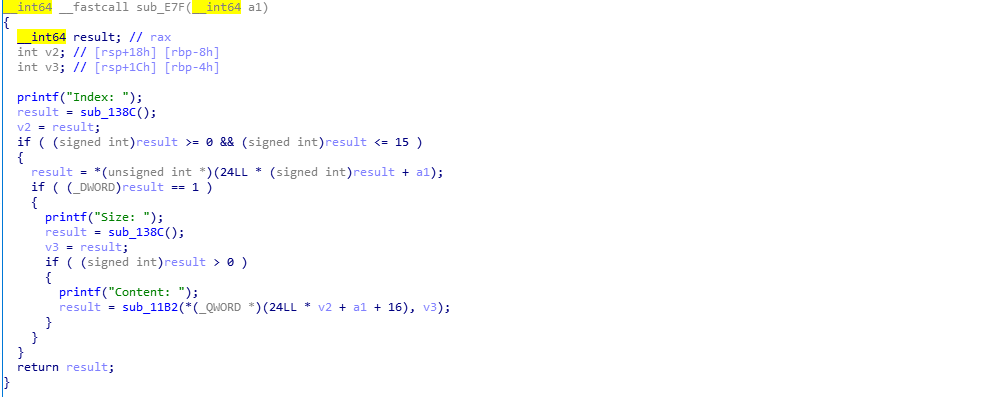 __int64 __fastcall sub_E7F(__int64 a1)
{
  __int64 result; // rax
  int v2; // [rsp+18h] [rbp-8h]
  int v3; // [rsp+1Ch] [rbp-4h]

  printf("Index: ");
  result = sub_138C();
  v2 = result;
  if ( (signed int)result >= 0 && (signed int)result <= 15 )
  {
    result = *(unsigned int *)(24LL * (signed int)result + a1);
    if ( (_DWORD)result == 1 )
    {
      printf("Size: ");
      result = sub_138C();
      v3 = result;
      if ( (signed int)result > 0 )
      {
        printf("Content: ");
        result = sub_11B2(*(_QWORD *)(24LL * v2 + a1 + 16), v3);
      }
    }
  }
  return result;
}